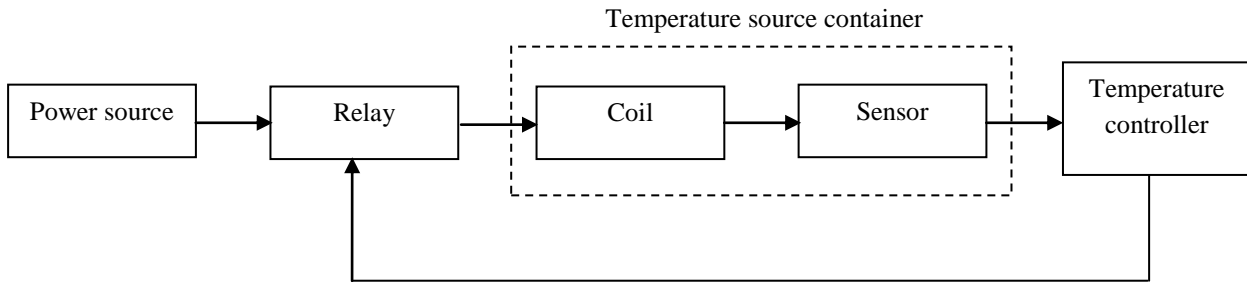 Temperature source container
Power source
Relay
Coil
Sensor
Temperature
controller